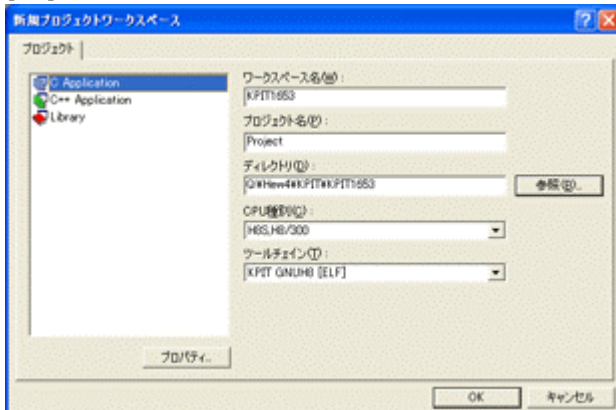 新規プロジェクトワークスペース
プロジェクト
C Application
C++ Application
Library
ワークスペース名(W):
KPIT1653
プロジェクト名(P):
Project
ディレクトリ(D):
Q:¥Hew4¥KPIT¥KPIT1653
参照(B)...
CPU種別(C):
H8S,H8/300
ツールチェイン(T):
KPIT GNUH8 [ELF]
プロパティ...
OK
キャンセル